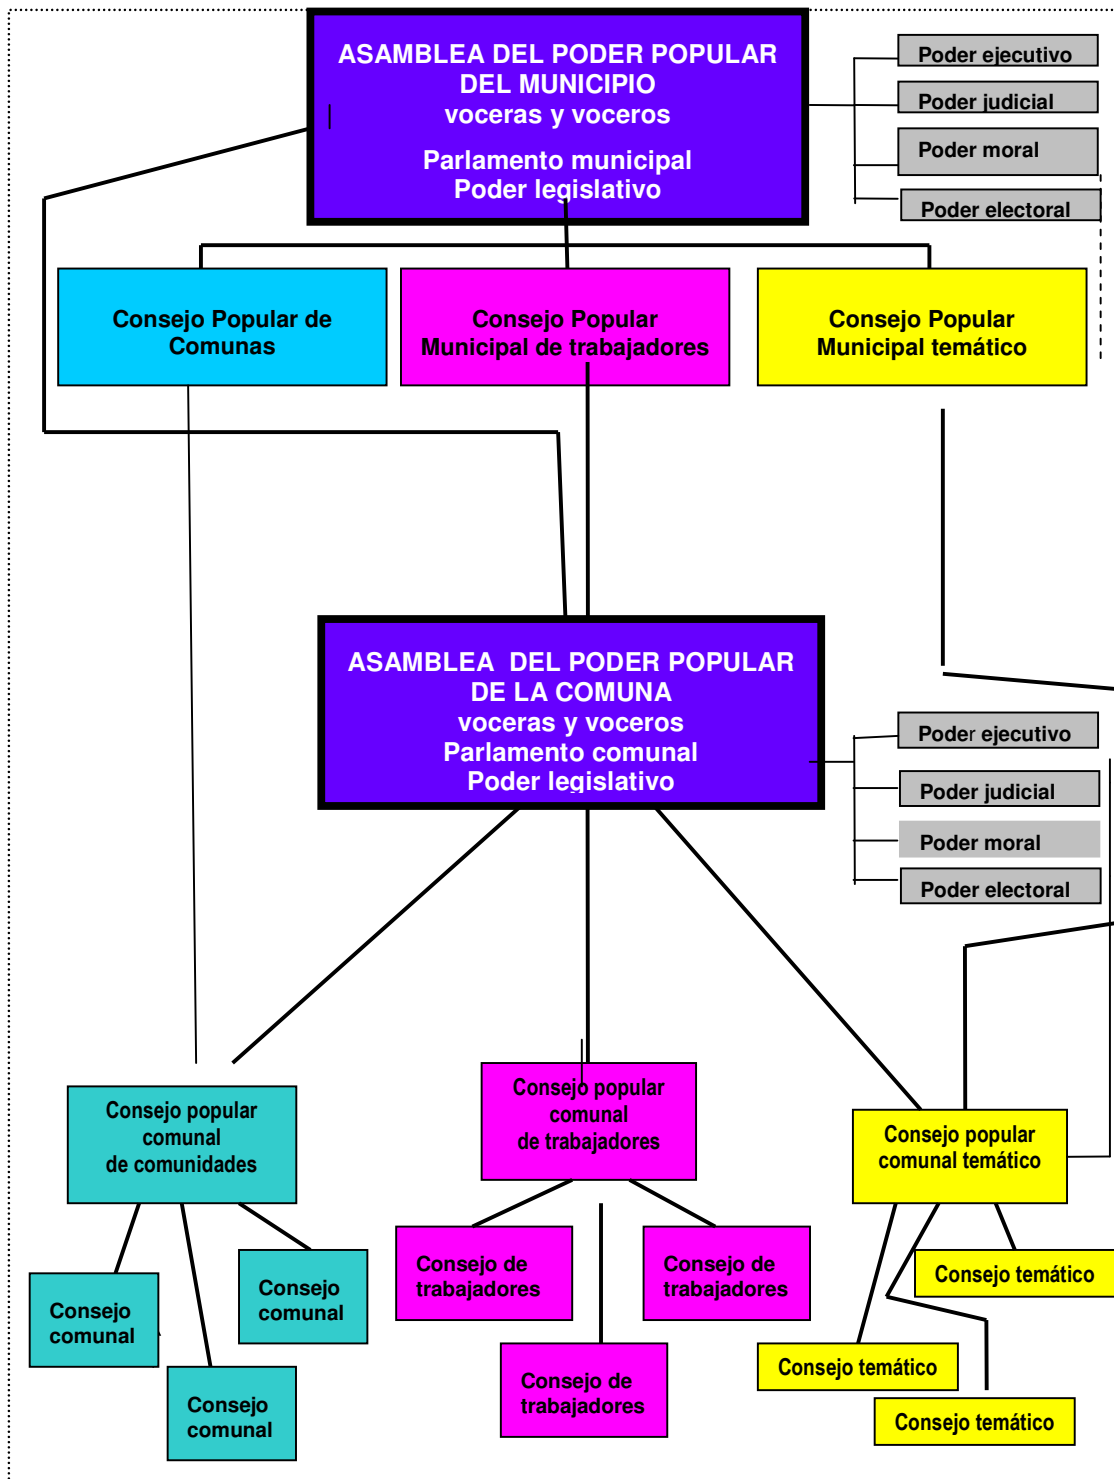 ASAMBLEA DEL PODER POPULAR
DEL MUNICIPIO
voceras y voceros
Parlamento municipal
Poder legislativo
Poder ejecutivo
Poder judicial
Poder moral
Poder electoral
Consejo Popular de
Comunas
Consejo Popular
Municipal de trabajadores
Consejo Popular
Municipal temático
ASAMBLEA DEL PODER POPULAR
DE LA COMUNA
voceras y voceros
Parlamento comunal
Poder legislativo
Poder ejecutivo
Poder judicial
Poder moral
Poder electoral
Consejo popular
comunal
de comunidades
Consejo popular
comunal
de trabajadores
Consejo popular
comunal temático
Consejo
comunal
Consejo
comunal
Consejo
comunal
Consejo de
trabajadores
Consejo de
trabajadores
Consejo de
trabajadores
Consejo temático
Consejo temático
Consejo temático